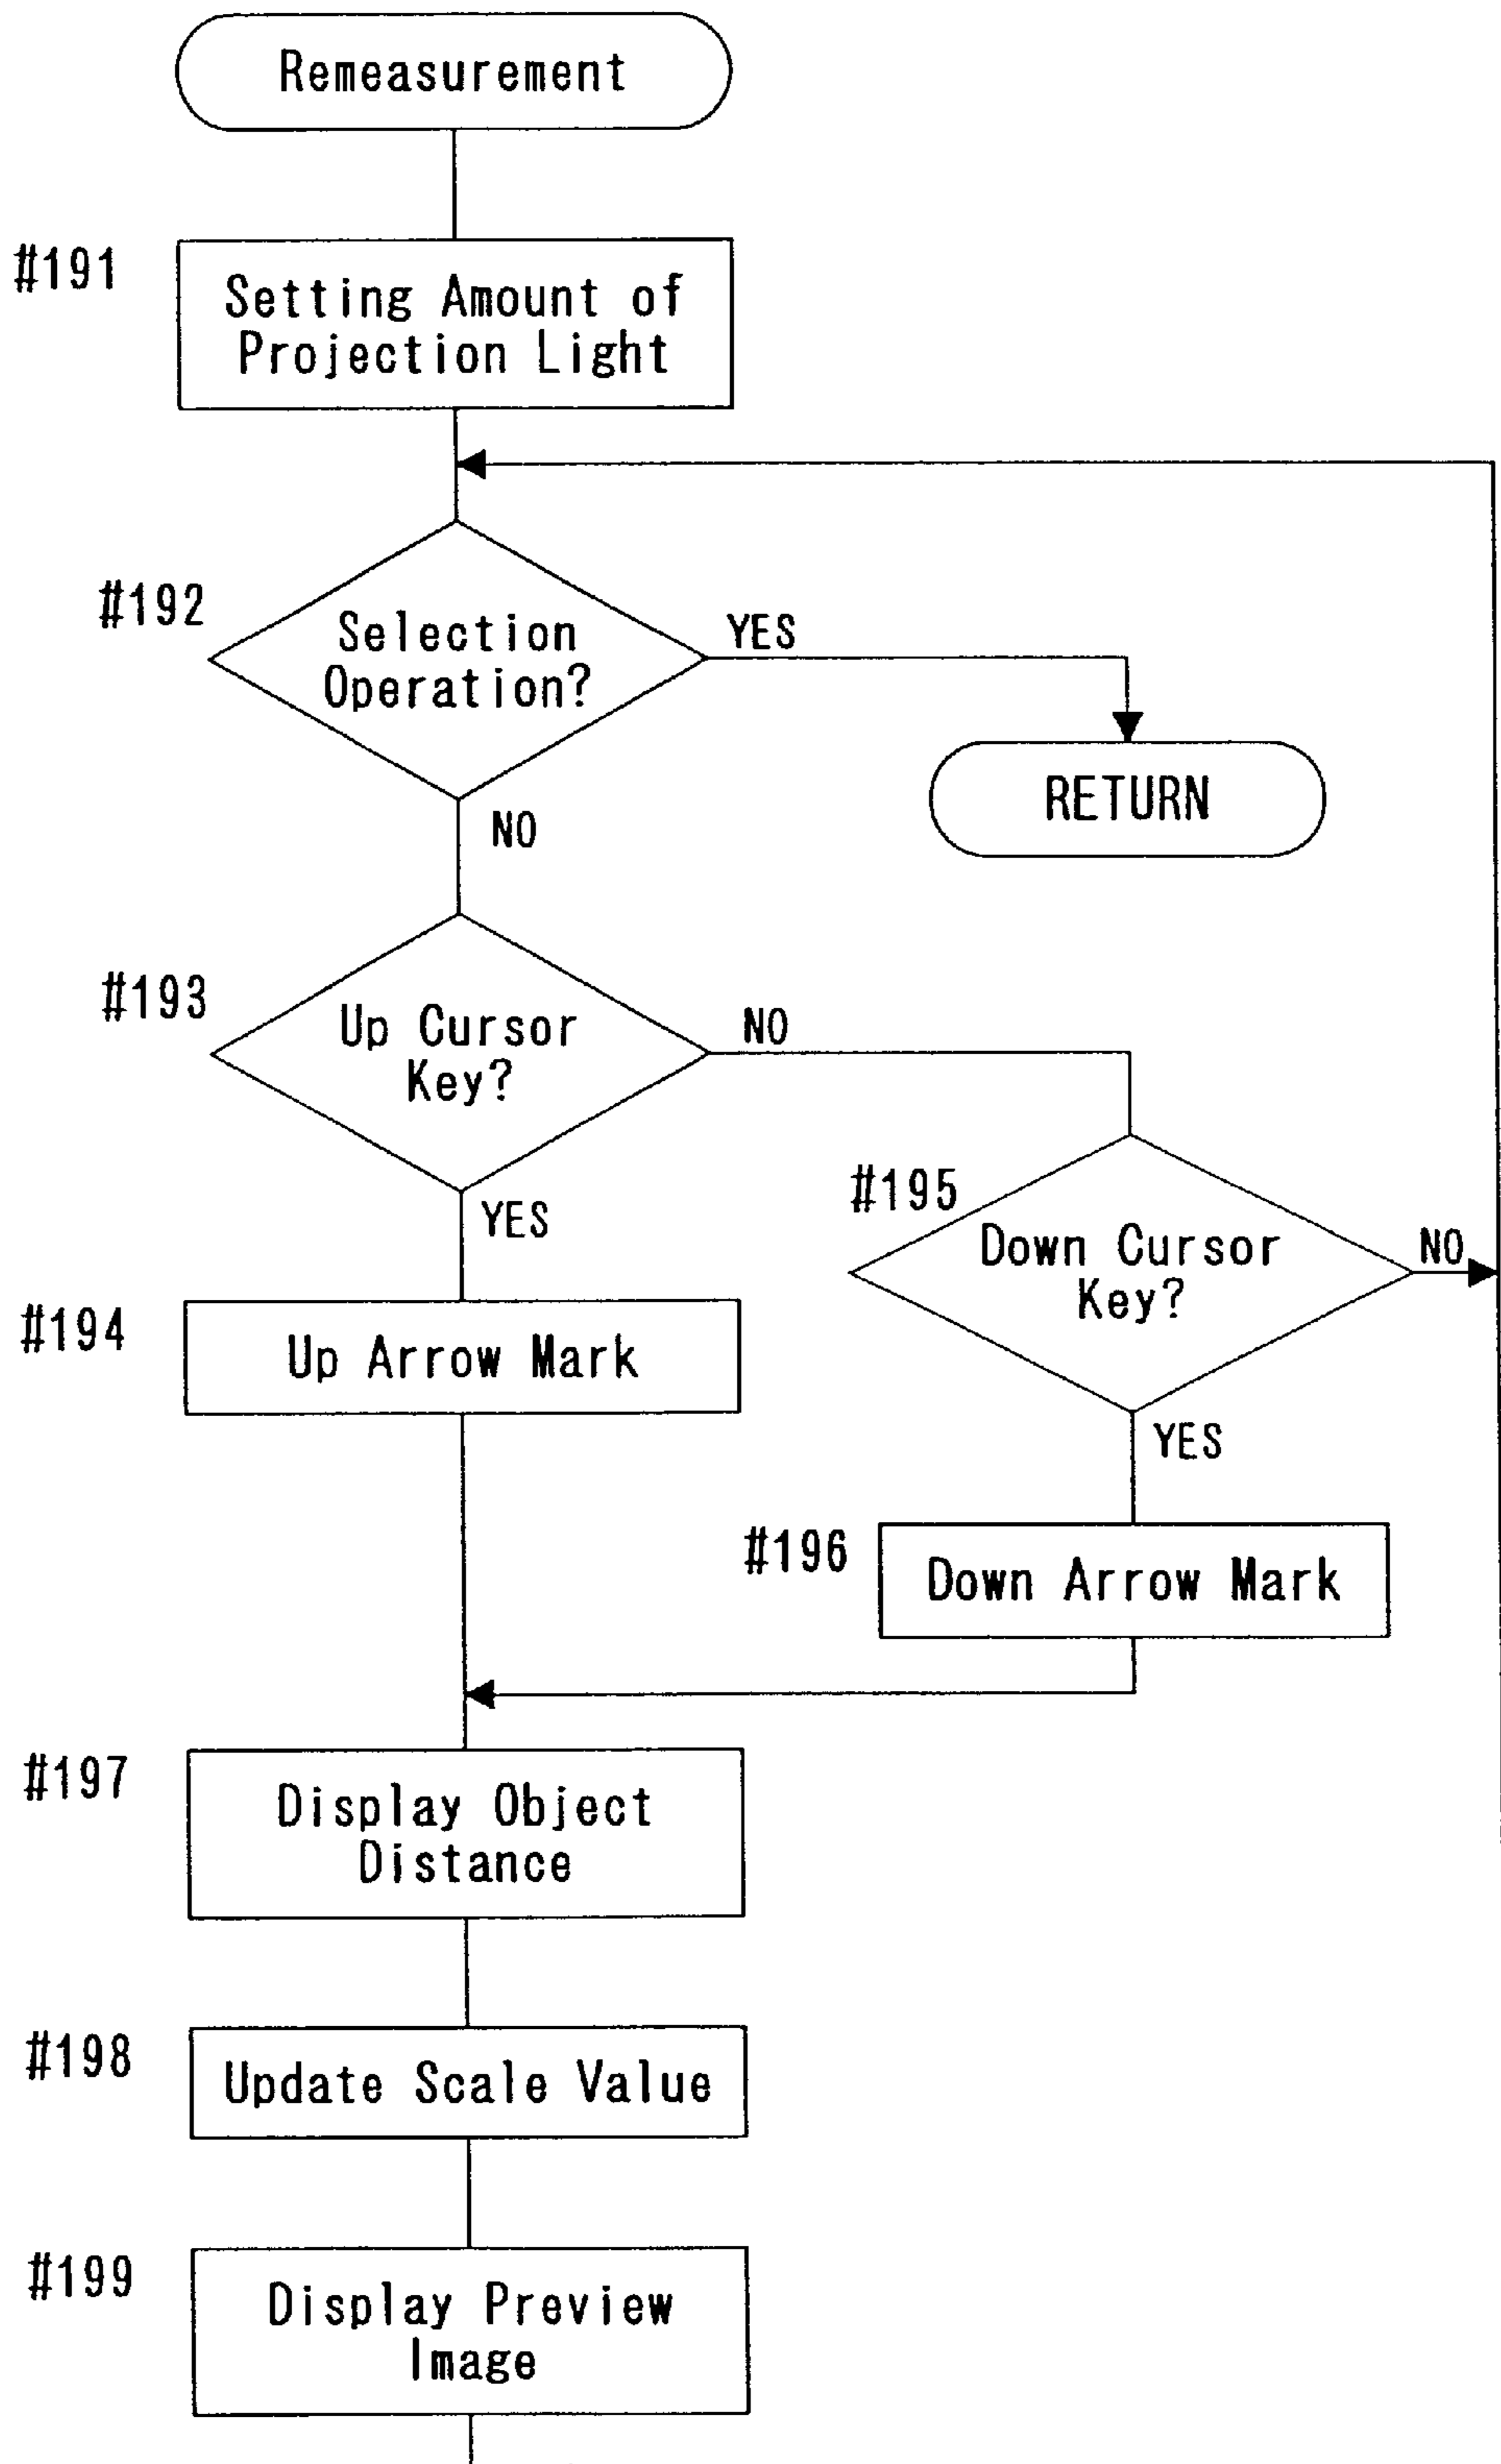 Remeasurement
#191
Setting Amount of
Projection Light
#192
Selection
Operation?
YES
RETURN
NO
#193
Up Cursor
Key?
NO
YES
#195
Down Cursor
Key?
NO
#194
Up Arrow Mark
YES
#196
Down Arrow Mark
#197
Display Object
Distance
#198
Update Scale Value
#199
Display Preview
Image